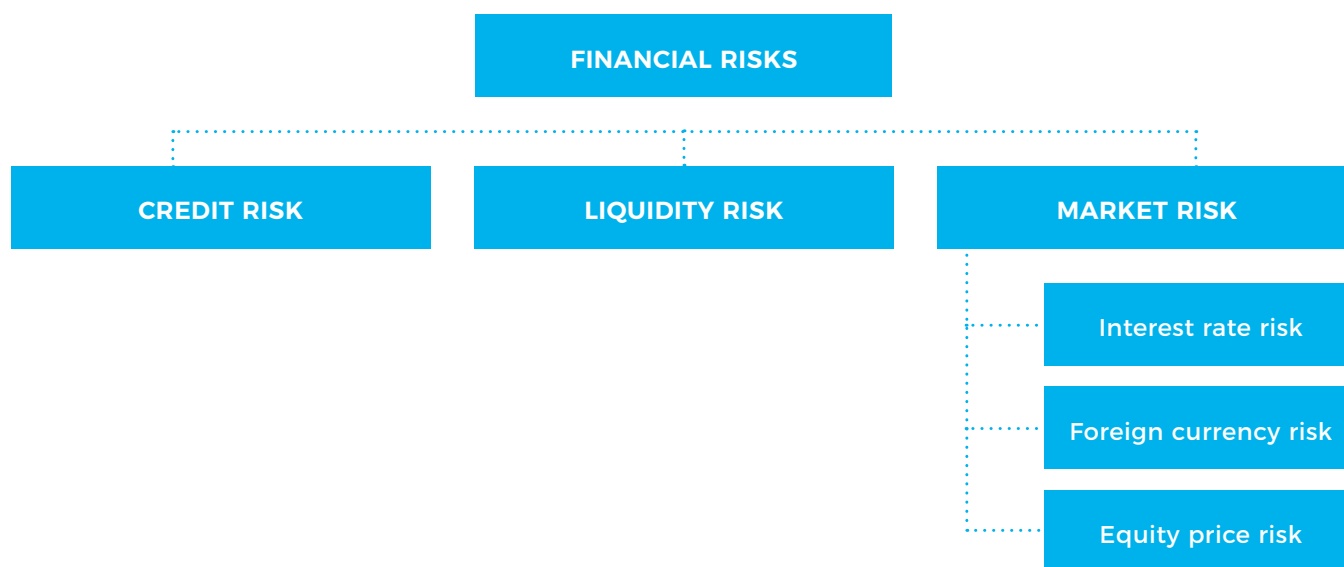 FINANCIAL RISKS
CREDIT RISK
LIQUIDITY RISK
MARKET RISK
Interest rate risk
Foreign currency risk
Equity price risk